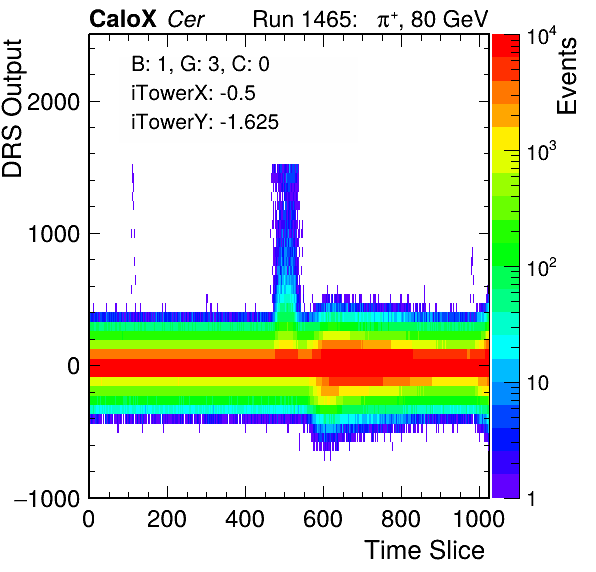 CaloX Cer Run 1465: π⁺, 80 GeV
B: 1, G: 3, C: 0
iTowerX: -0.5
iTowerY: -1.625
DRS Output
2000
1000
0
−1000
0 200 400 600 800 1000
Time Slice
Events
10⁴
10³
10²
10
1